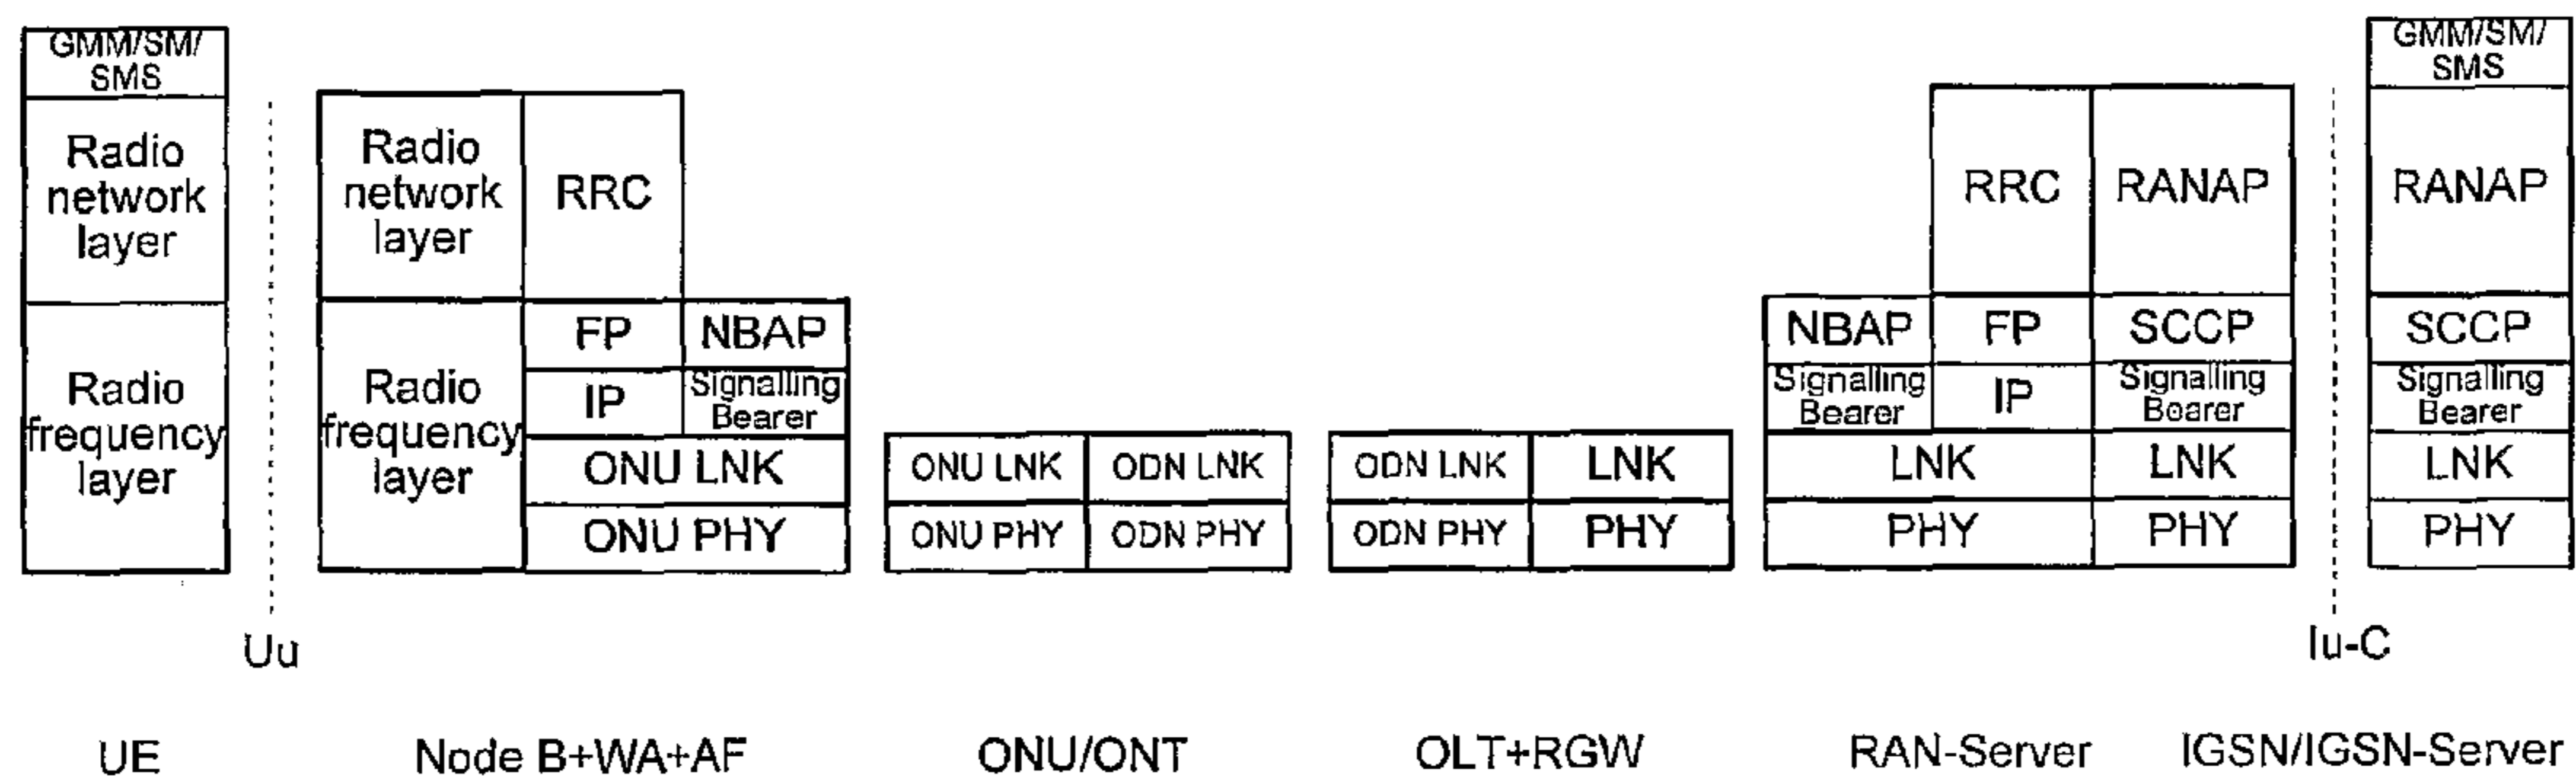 GMM/SM/
SMS
Radio
network
layer
Radio
frequency
layer
Uu
UE
Radio
network
layer
RRC
Radio
frequency
layer
FP
NBAP
IP
Signalling
Bearer
ONU LNK
ONU PHY
Node B+WA+AF
ONU LNK
ODN LNK
ONU PHY
ODN PHY
ONU/ONT
ODN LNK
LNK
ODN PHY
PHY
OLT+RGW
RRC
RANAP
NBAP
FP
SCCP
Signalling
Bearer
IP
Signalling
Bearer
LNK
LNK
PHY
PHY
RAN-Server
Iu-C
GMM/SM/
SMS
RANAP
SCCP
Signalling
Bearer
LNK
PHY
IGSN/IGSN-Server